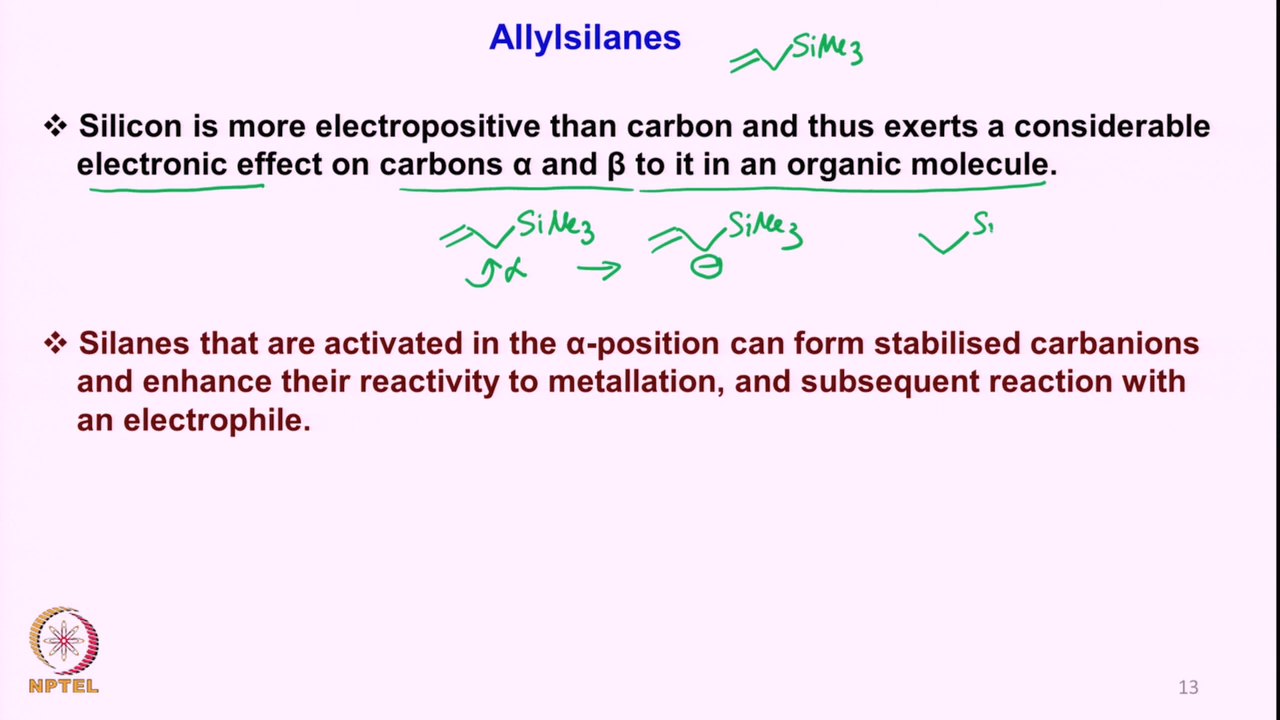 Allylsilanes
SiMe3
❖ Silicon is more electropositive than carbon and thus exerts a considerable
electronic effect on carbons α and β to it in an organic molecule.
SiMe3 SiMe3 Si
α → ⊖
❖ Silanes that are activated in the α-position can form stabilised carbanions
and enhance their reactivity to metallation, and subsequent reaction with
an electrophile.
NPTEL
13